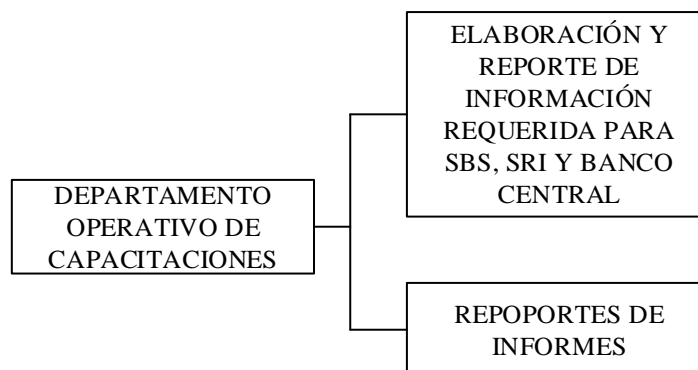 ELABORACIÓN Y
REPORTE DE
INFORMACIÓN
REQUERIDA PARA
SBS, SRI Y BANCO
CENTRAL
DEPARTAMENTO
OPERATIVO DE
CAPACITACIONES
REPOPORTES DE
INFORMES